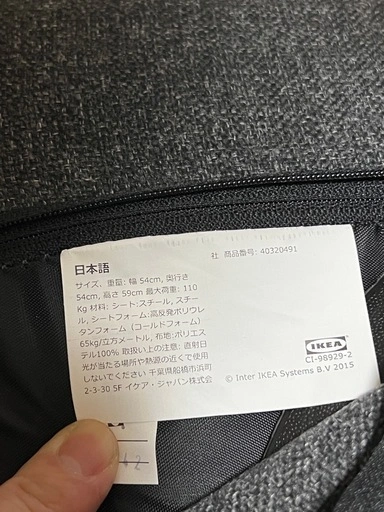 日本語
サイズ、重量: 幅 54cm, 奥行き
54cm, 高さ 59cm 最大荷重: 110
Kg 材料: シート:スチール, スチー
ル, シートフォーム:高反発ポリウレ
タンフォーム（コールドフォーム）
65kg/立方メートル, 布地:ポリエス
テル100% 取扱い上の注意: 直射日
光が当たる場所や熱源の近くで使用
しないでください 千葉県船橋市浜町
2-3-30 5F イケア・ジャパン株式会
社 商品番号: 40320491
IKEA
CI-98929-2
© Inter IKEA Systems B.V 2015